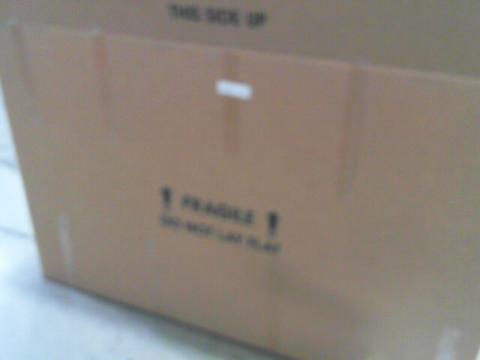 THIS SIDE UP
FRAGILE
DO NOT LAY FLAT